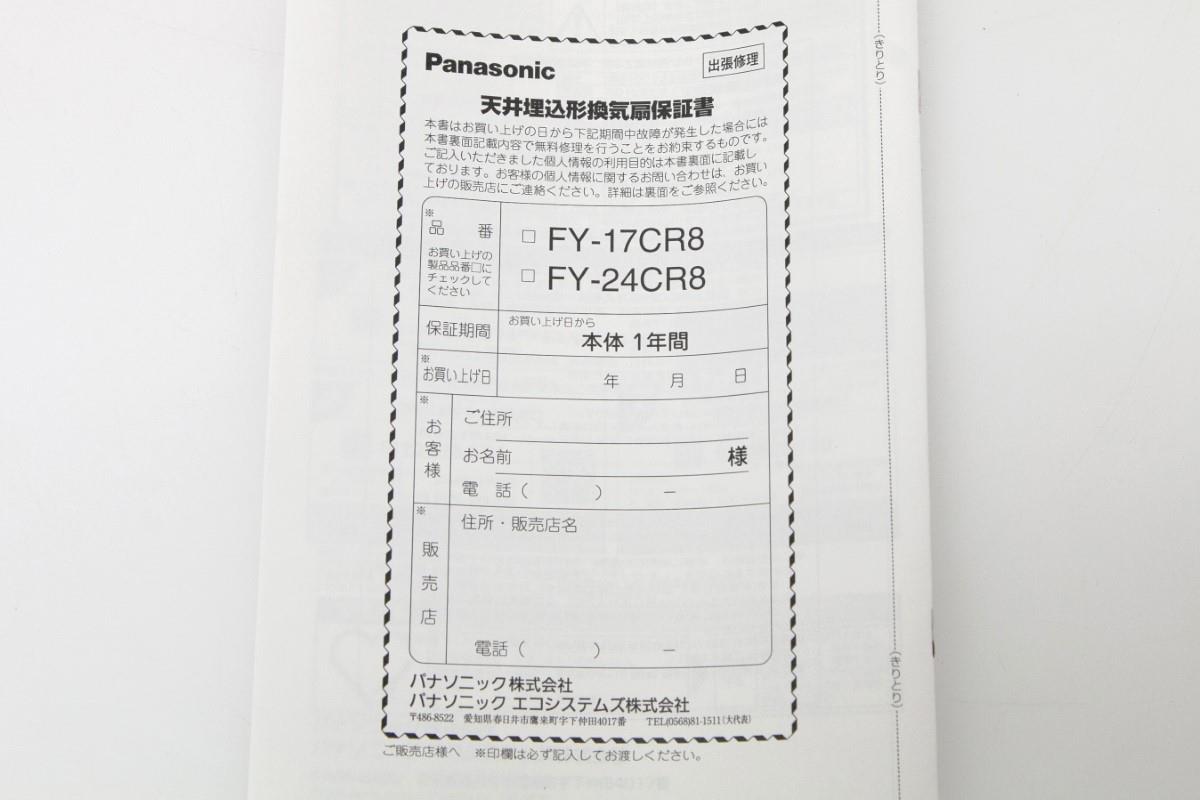 Panasonic
出張修理
天井埋込形換気扇保証書
本書はお買い上げの日から下記期間中故障が発生した場合には
本書裏面記載内容で無料修理を行うことをお約束するものです。
ご記入いただきました個人情報の利用目的は本書裏面に記載し
ております。お客様の個人情報に関するお問い合わせは、お買い
上げの販売店にご連絡ください。詳細は裏面をご参照ください。
※
品 番
お買い上げの
製品品番□に
チェックして
ください
□ FY-17CR8
□ FY-24CR8
保証期間
お買い上げ日から
本体 1年間
※
お買い上げ日
年 月 日
※
お客様
ご住所
お名前 様
電 話( ) −
※
販売店
住所・販売店名
電話( ) −
パナソニック株式会社
パナソニック エコシステムズ株式会社
〒486-8522 愛知県春日井市鷹来町字下仲田4017番 TEL(0568)81-1511(大代表)
ご販売店様へ ※印欄は必ず記入してお渡しください。
(きりとり)
(きりとり)